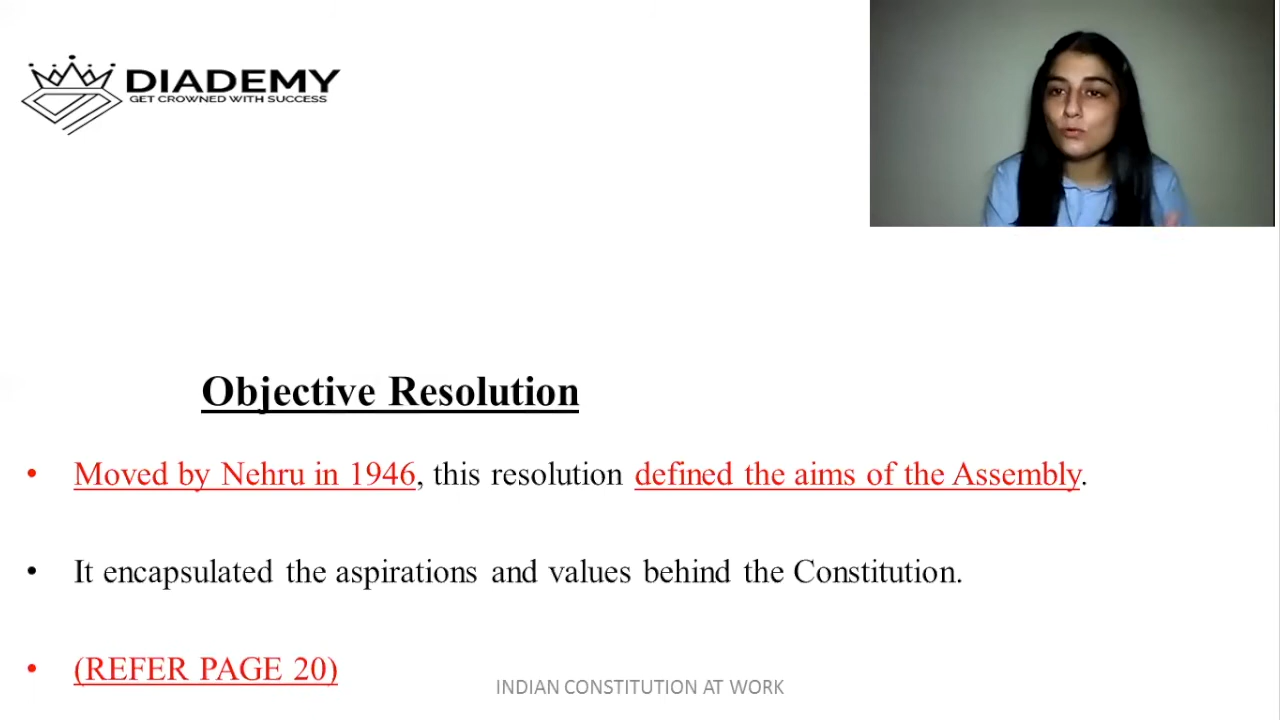 DIADEMY
GET CROWNED WITH SUCCESS
Objective Resolution
• Moved by Nehru in 1946, this resolution defined the aims of the Assembly.
• It encapsulated the aspirations and values behind the Constitution.
• (REFER PAGE 20)
INDIAN CONSTITUTION AT WORK